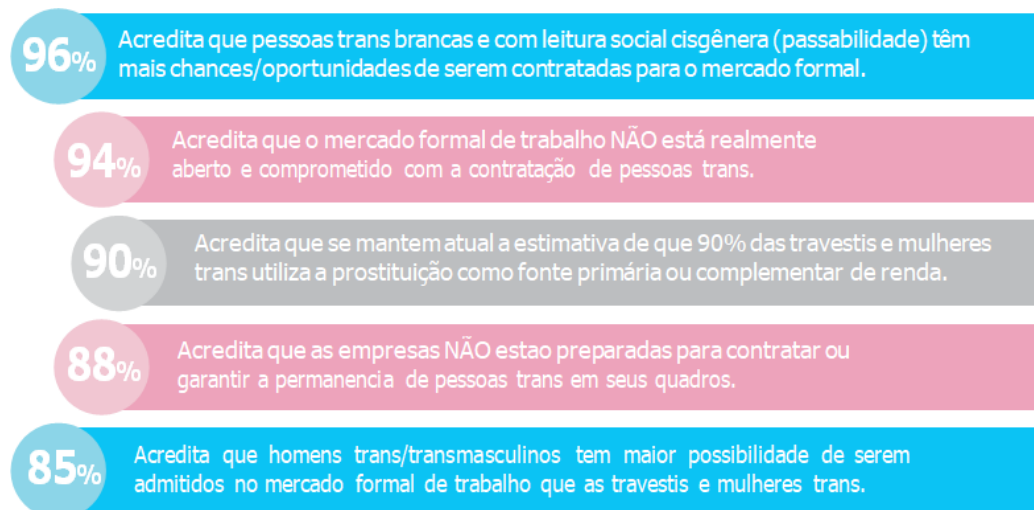 96%
Acredita que pessoas trans brancas e com leitura social cisgênera (passabilidade) têm
mais chances/oportunidades de serem contratadas para o mercado formal.
94%
Acredita que o mercado formal de trabalho NÃO está realmente
aberto e comprometido com a contratação de pessoas trans.
90%
Acredita que se mantem atual a estimativa de que 90% das travestis e mulheres
trans utiliza a prostituição como fonte primária ou complementar de renda.
88%
Acredita que as empresas NÃO estao preparadas para contratar ou
garantir a permanencia de pessoas trans em seus quadros.
85%
Acredita que homens trans/transmasculinos tem maior possibilidade de serem
admitidos no mercado formal de trabalho que as travestis e mulheres trans.